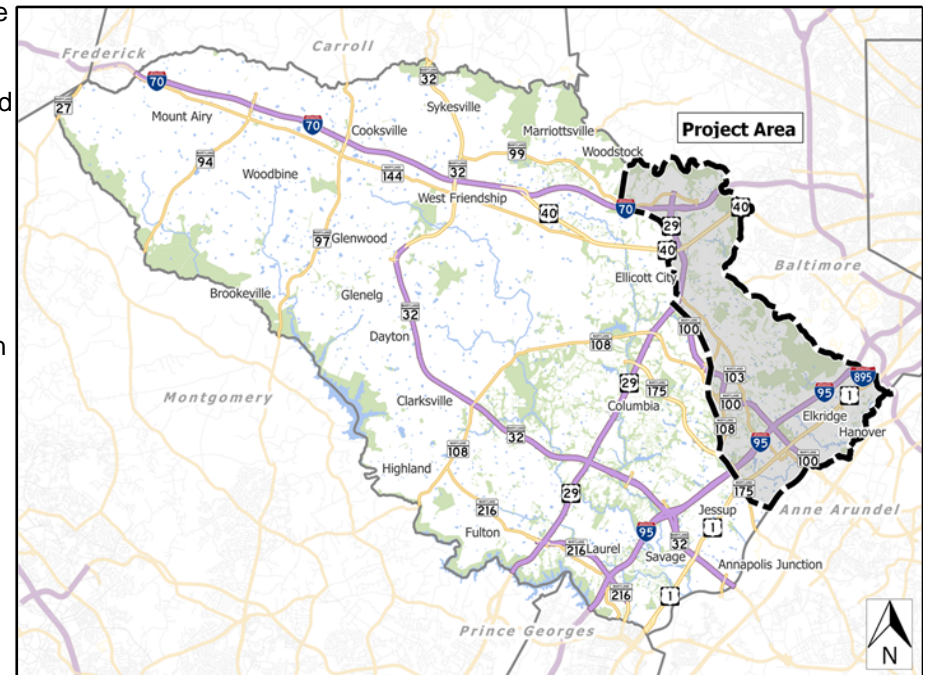 e
d
n
Frederick
Carroll
70
32
27
Mount Airy
70
Sykesville
Cooksville
Marriottsville
Project Area
94
99
Woodstock
Woodbine
144
32
West Friendship
40
70
40
29
40
97
Glenwood
Ellicott City
Baltimore
Brookeville
Glenelg
32
Dayton
108
100
103
29
175
Columbia
100
95
895
1
Elkridge
Montgomery
Clarksville
108
Hanover
32
95
108
100
Highland
175
29
216
Jessup
Anne Arundel
Fulton
95
1
216
Laurel
32
Savage
Annapolis Junction
216
1
Prince Georges
N